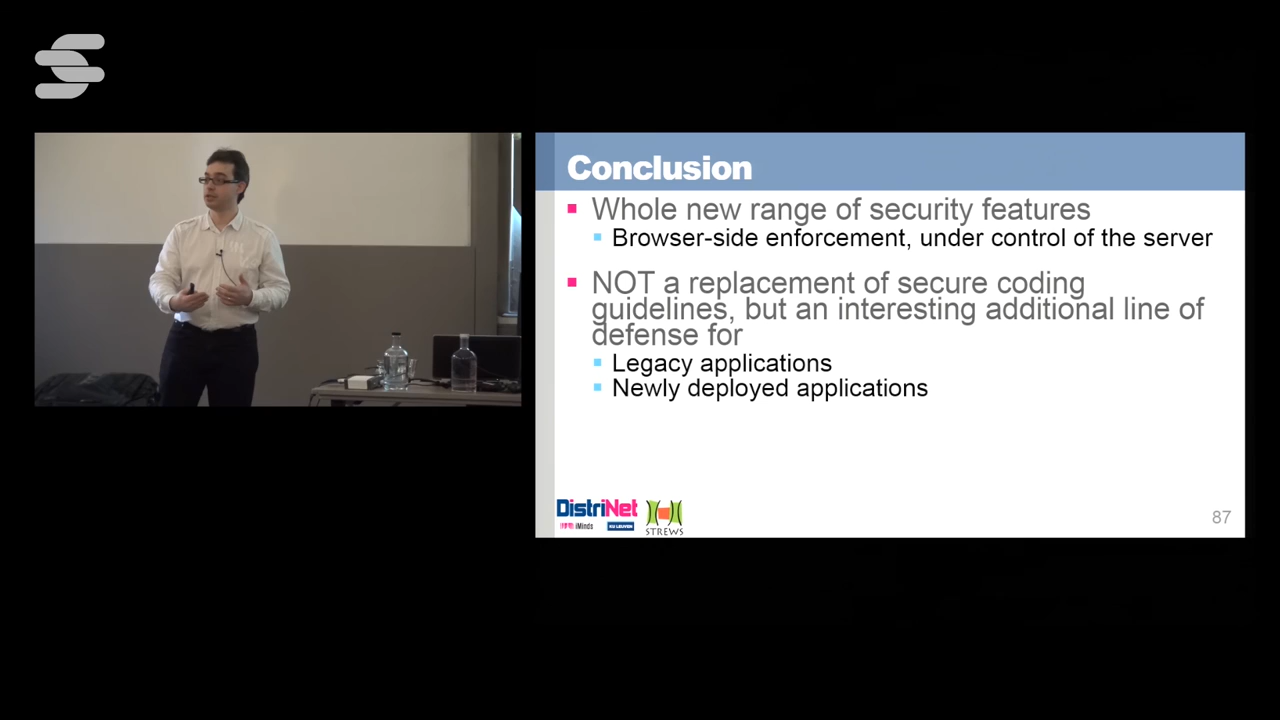 Conclusion
Whole new range of security features
Browser-side enforcement, under control of the server
NOT a replacement of secure coding
guidelines, but an interesting additional line of
defense for
Legacy applications
Newly deployed applications
DistriNet
iMinds
KU LEUVEN
STREWS
87